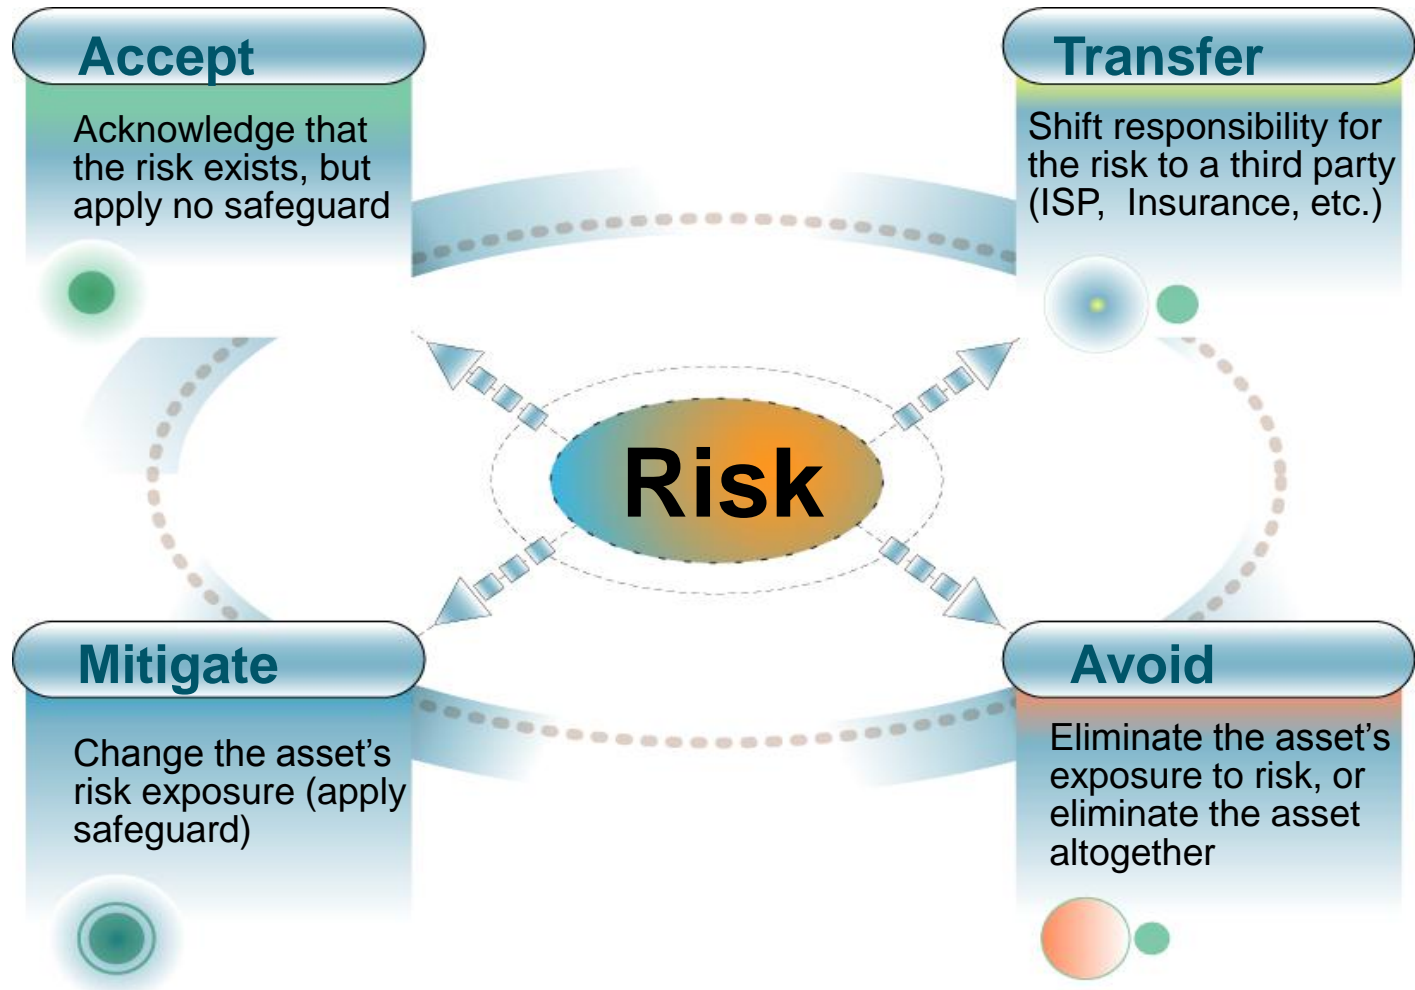 Accept
Acknowledge that
the risk exists, but
apply no safeguard
Transfer
Shift responsibility for
the risk to a third party
(ISP,  Insurance, etc.)
Risk
Mitigate
Change the asset’s
risk exposure (apply
safeguard)
Avoid
Eliminate the asset’s
exposure to risk, or
eliminate the asset
altogether